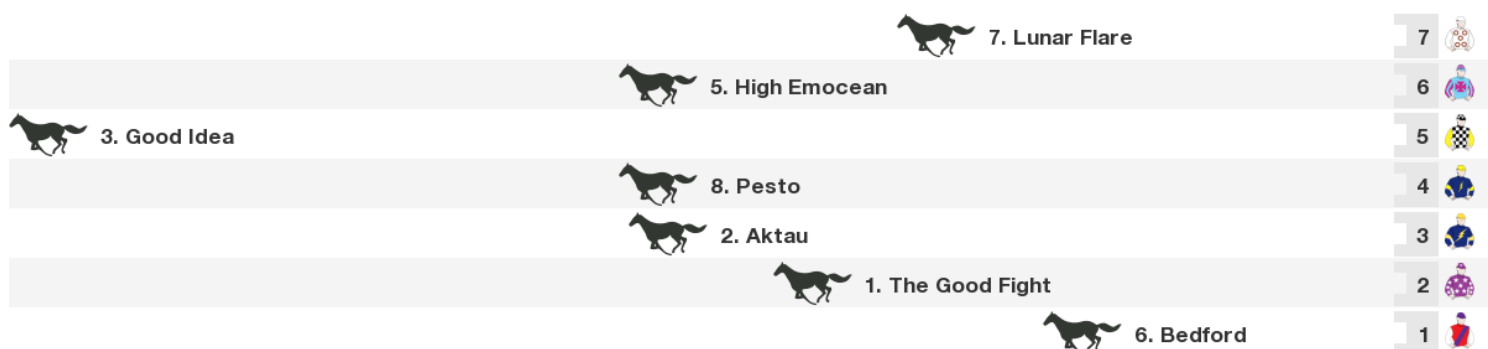 7. Lunar Flare 7
5. High Emocean 6
3. Good Idea 5
8. Pesto 4
2. Aktau 3
1. The Good Fight 2
6. Bedford 1